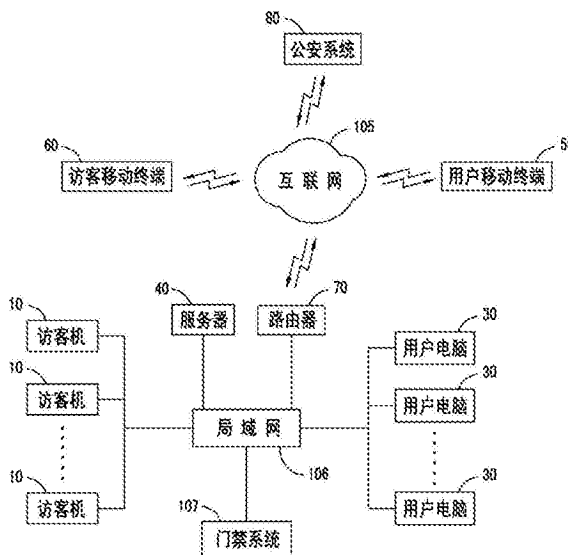 80
公安系统
105
60
访客移动终端
互联网
用户移动终端
40
服务器
70
路由器
10
访客机
10
访客机
10
访客机
30
用户电脑
30
用户电脑
30
用户电脑
局域网
106
107
门禁系统